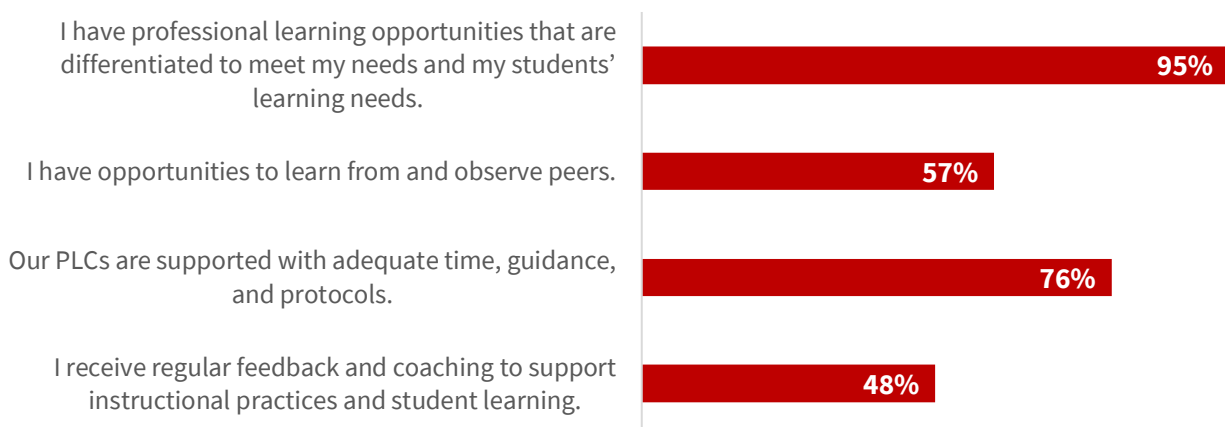 I have professional learning opportunities that are
differentiated to meet my needs and my students’
learning needs.
95%
I have opportunities to learn from and observe peers.
57%
Our PLCs are supported with adequate time, guidance,
and protocols.
76%
I receive regular feedback and coaching to support
instructional practices and student learning.
48%